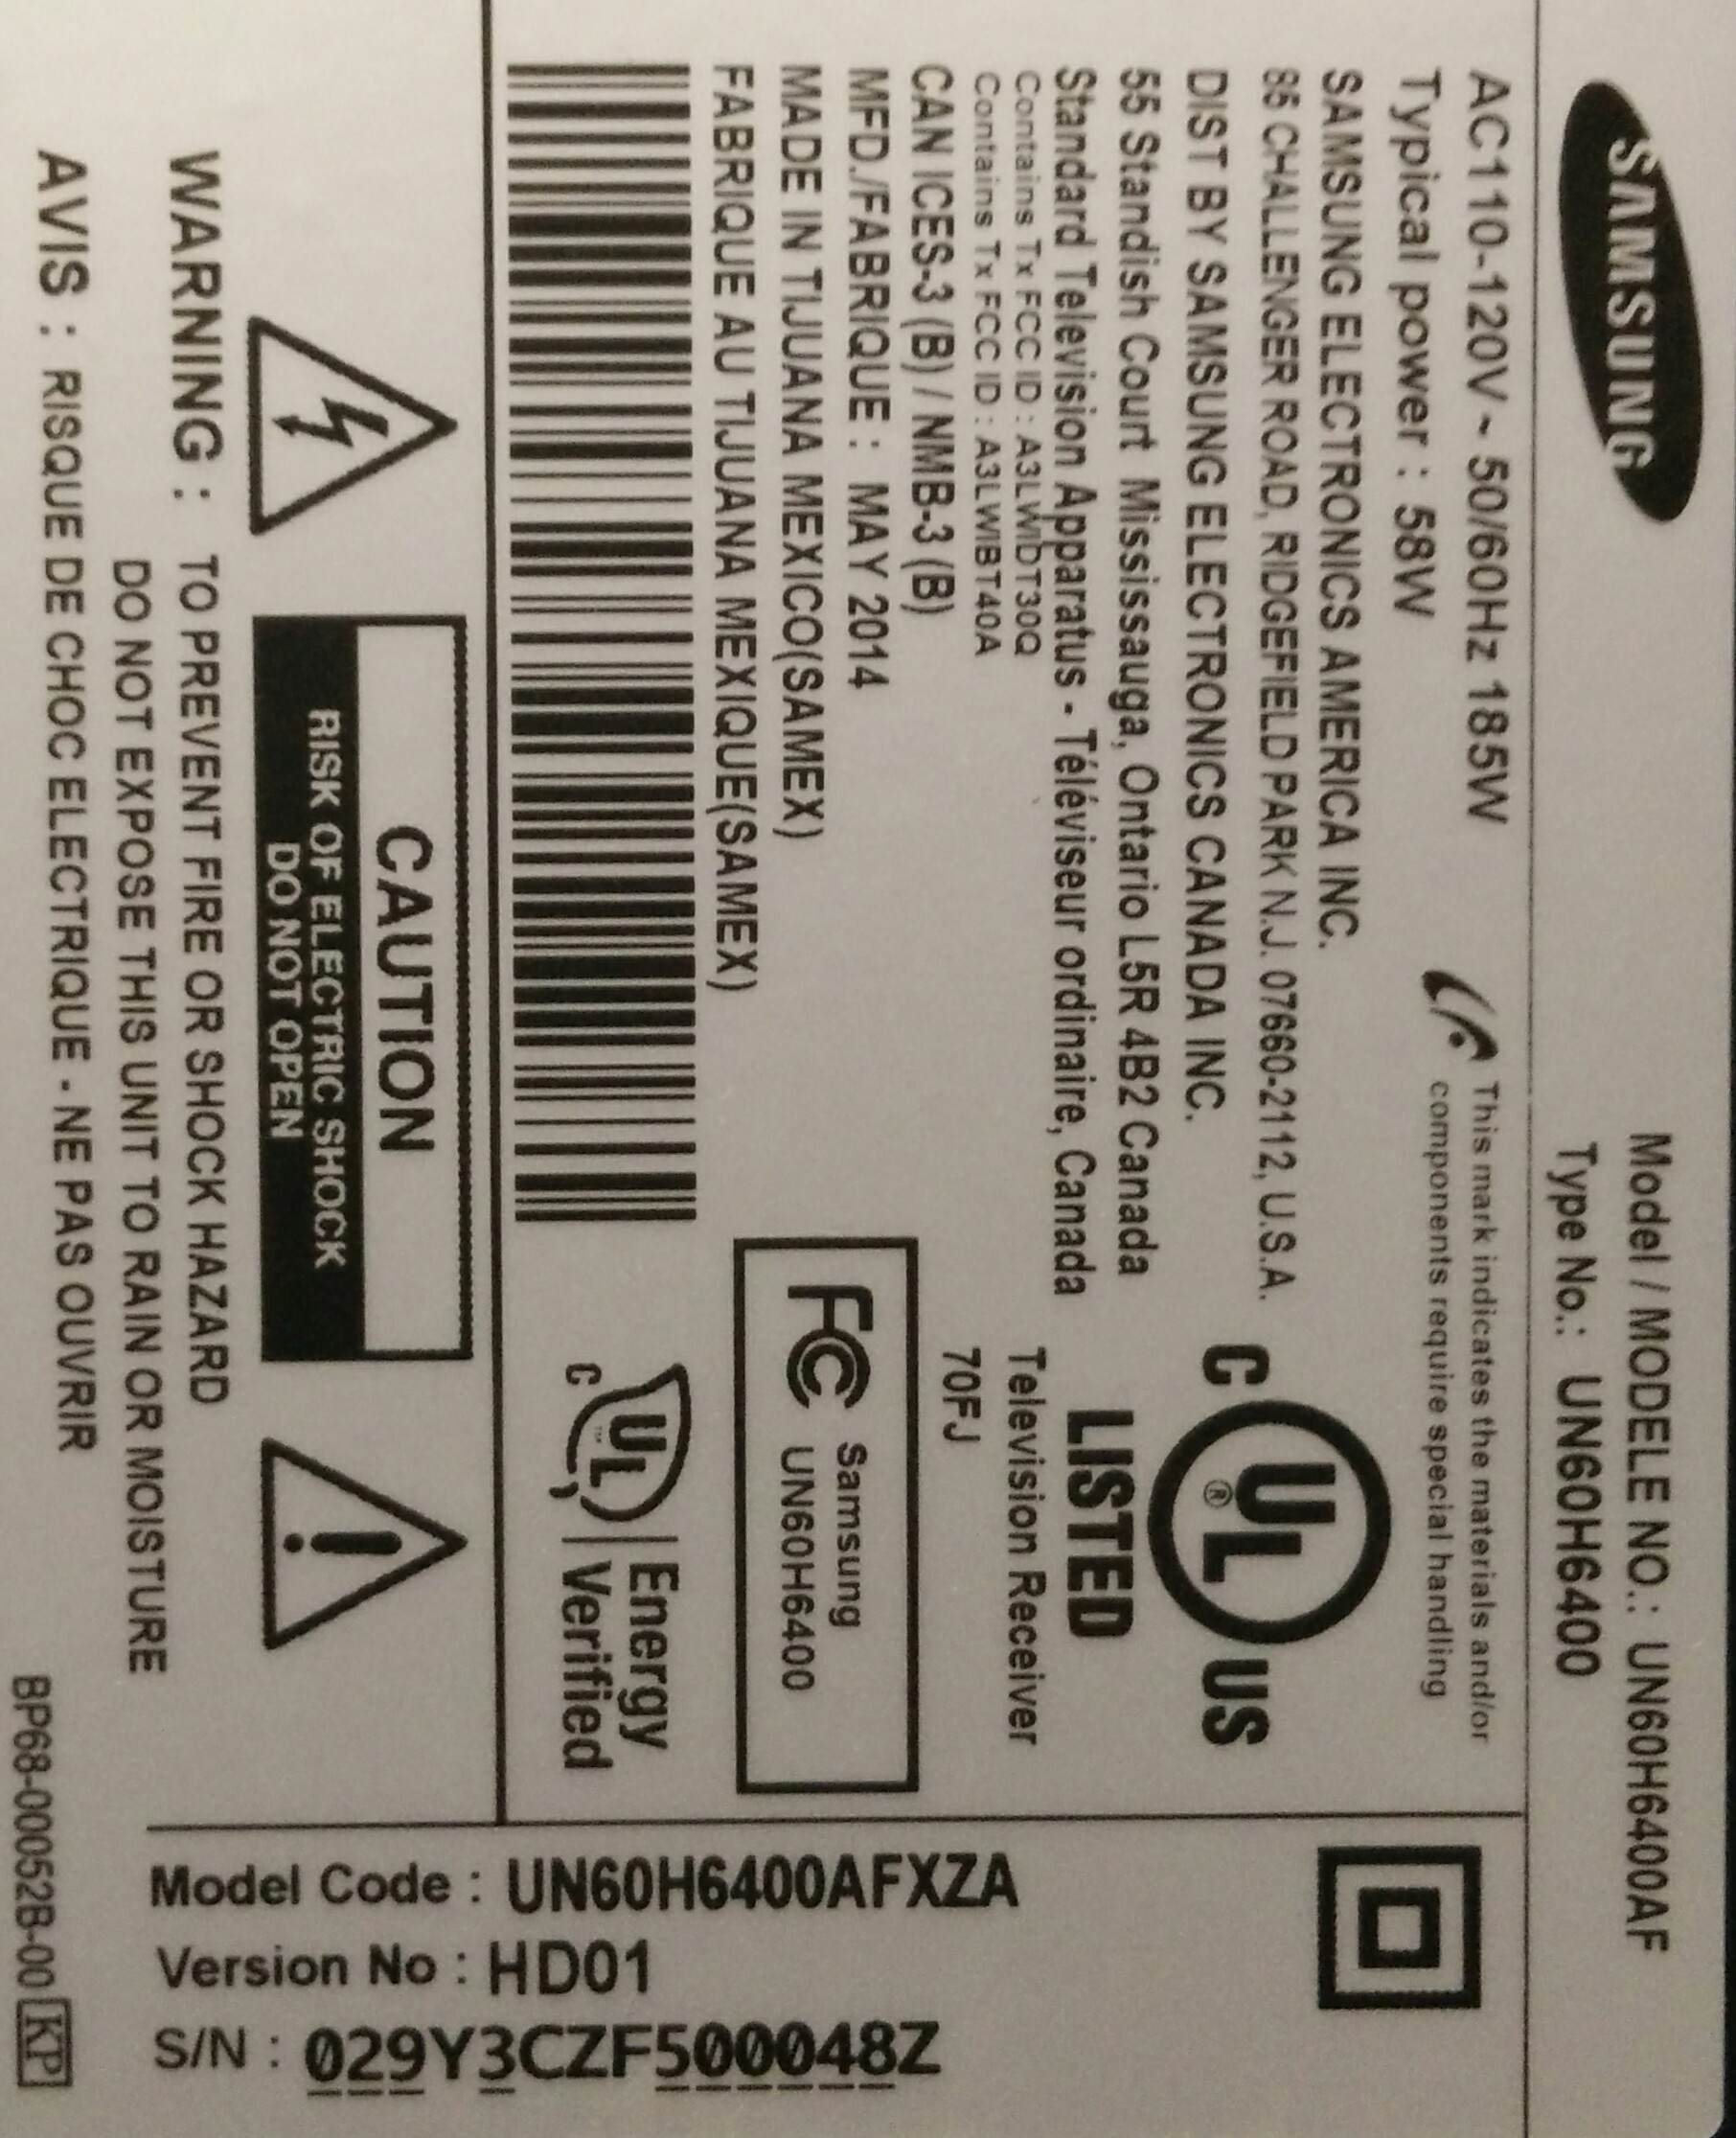 SAMSUNG
Model / MODELE NO.: UN60H6400AF
Type No.: UN60H6400
AC110-120V ~ 50/60Hz 185W
Typical power : 58W
This mark indicates the materials and/or
components require special handling
SAMSUNG ELECTRONICS AMERICA INC.
85 CHALLENGER ROAD, RIDGEFIELD PARK N.J. 07660-2112, U.S.A.
DIST BY SAMSUNG ELECTRONICS CANADA INC.
55 Standish Court Mississauga, Ontario L5R 4B2 Canada
Standard Television Apparatus - Téléviseur ordinaire, Canada
Contains Tx FCC ID : A3LWIDT30Q
Contains Tx FCC ID : A3LWIBT40A
CAN ICES-3 (B) / NMB-3 (B)
MFD./FABRIQUE : MAY 2014
MADE IN TIJUANA MEXICO(SAMEX)
FABRIQUE AU TIJUANA MEXIQUE(SAMEX)
C UL ® US
LISTED
Television Receiver
70FJ
FC Samsung
UN60H6400
C UL ™ Energy
Verified
CAUTION
RISK OF ELECTRIC SHOCK
DO NOT OPEN
WARNING : TO PREVENT FIRE OR SHOCK HAZARD
DO NOT EXPOSE THIS UNIT TO RAIN OR MOISTURE
AVIS : RISQUE DE CHOC ELECTRIQUE - NE PAS OUVRIR
BP68-00052B-00 KP
Model Code : UN60H6400AFXZA
Version No : HD01
S/N : 029Y3CZF500048Z